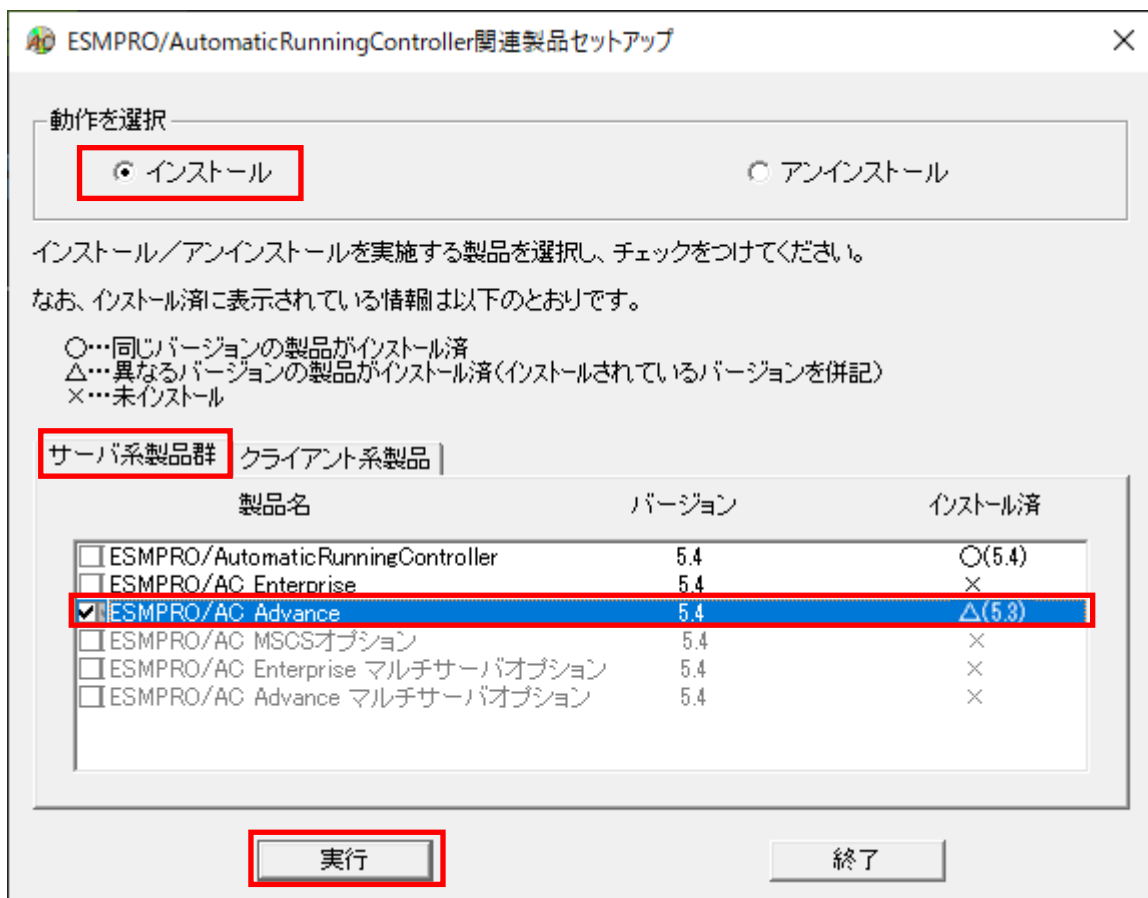 ESMPRO/AutomaticRunningController関連製品セットアップ
動作を選択
インストール アンインストール
インストール／アンインストールを実施する製品を選択し、チェックをつけてください。
なお、インストール済に表示されている情報は以下のとおりです。
○…同じバージョンの製品がインストール済
△…異なるバージョンの製品がインストール済(インストールされているバージョンを併記)
×…未インストール
サーバ系製品群 クライアント系製品
製品名 バージョン インストール済
ESMPRO/AutomaticRunningController 5.4 ○(5.4)
ESMPRO/AC Enterprise 5.4 ×
ESMPRO/AC Advance 5.4 △(5.3)
ESMPRO/AC MSCSオプション 5.4 ×
ESMPRO/AC Enterprise マルチサーバオプション 5.4 ×
ESMPRO/AC Advance マルチサーバオプション 5.4 ×
実行 終了